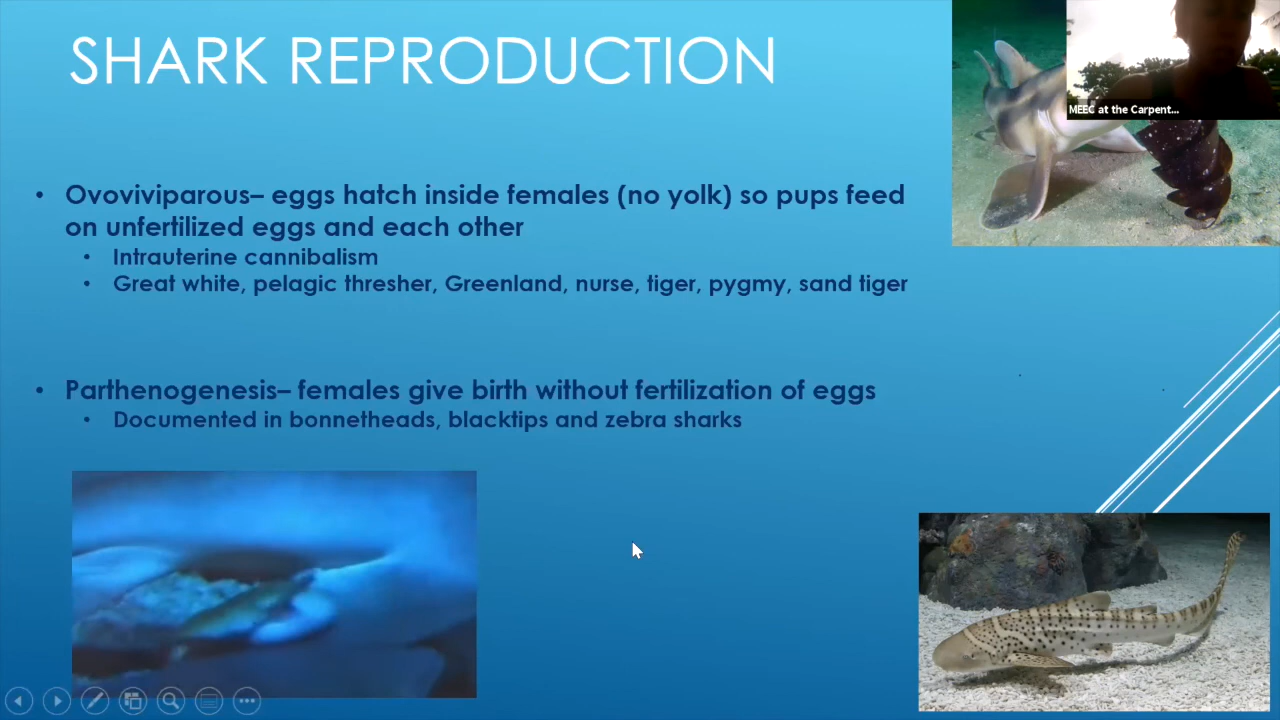 SHARK REPRODUCTION
MEEC at the Carpent...
• Ovoviviparous– eggs hatch inside females (no yolk) so pups feed
on unfertilized eggs and each other
• Intrauterine cannibalism
• Great white, pelagic thresher, Greenland, nurse, tiger, pygmy, sand tiger
• Parthenogenesis– females give birth without fertilization of eggs
• Documented in bonnetheads, blacktips and zebra sharks